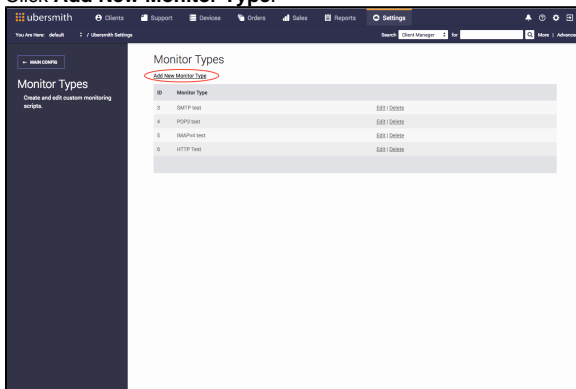 Click Add New Monitor Type.
ubersmith Clients Support Devices Orders Sales Reports Settings
You Are Here: default / Ubersmith Settings Search Client Manager for More | Advanced
← MAIN CONFIG
Monitor Types
Create and edit custom monitoring
scripts.
Monitor Types
Add New Monitor Type
ID Monitor Type
3 SMTP test Edit | Delete
4 POP3 test Edit | Delete
5 IMAPv4 test Edit | Delete
6 HTTP Test Edit | Delete